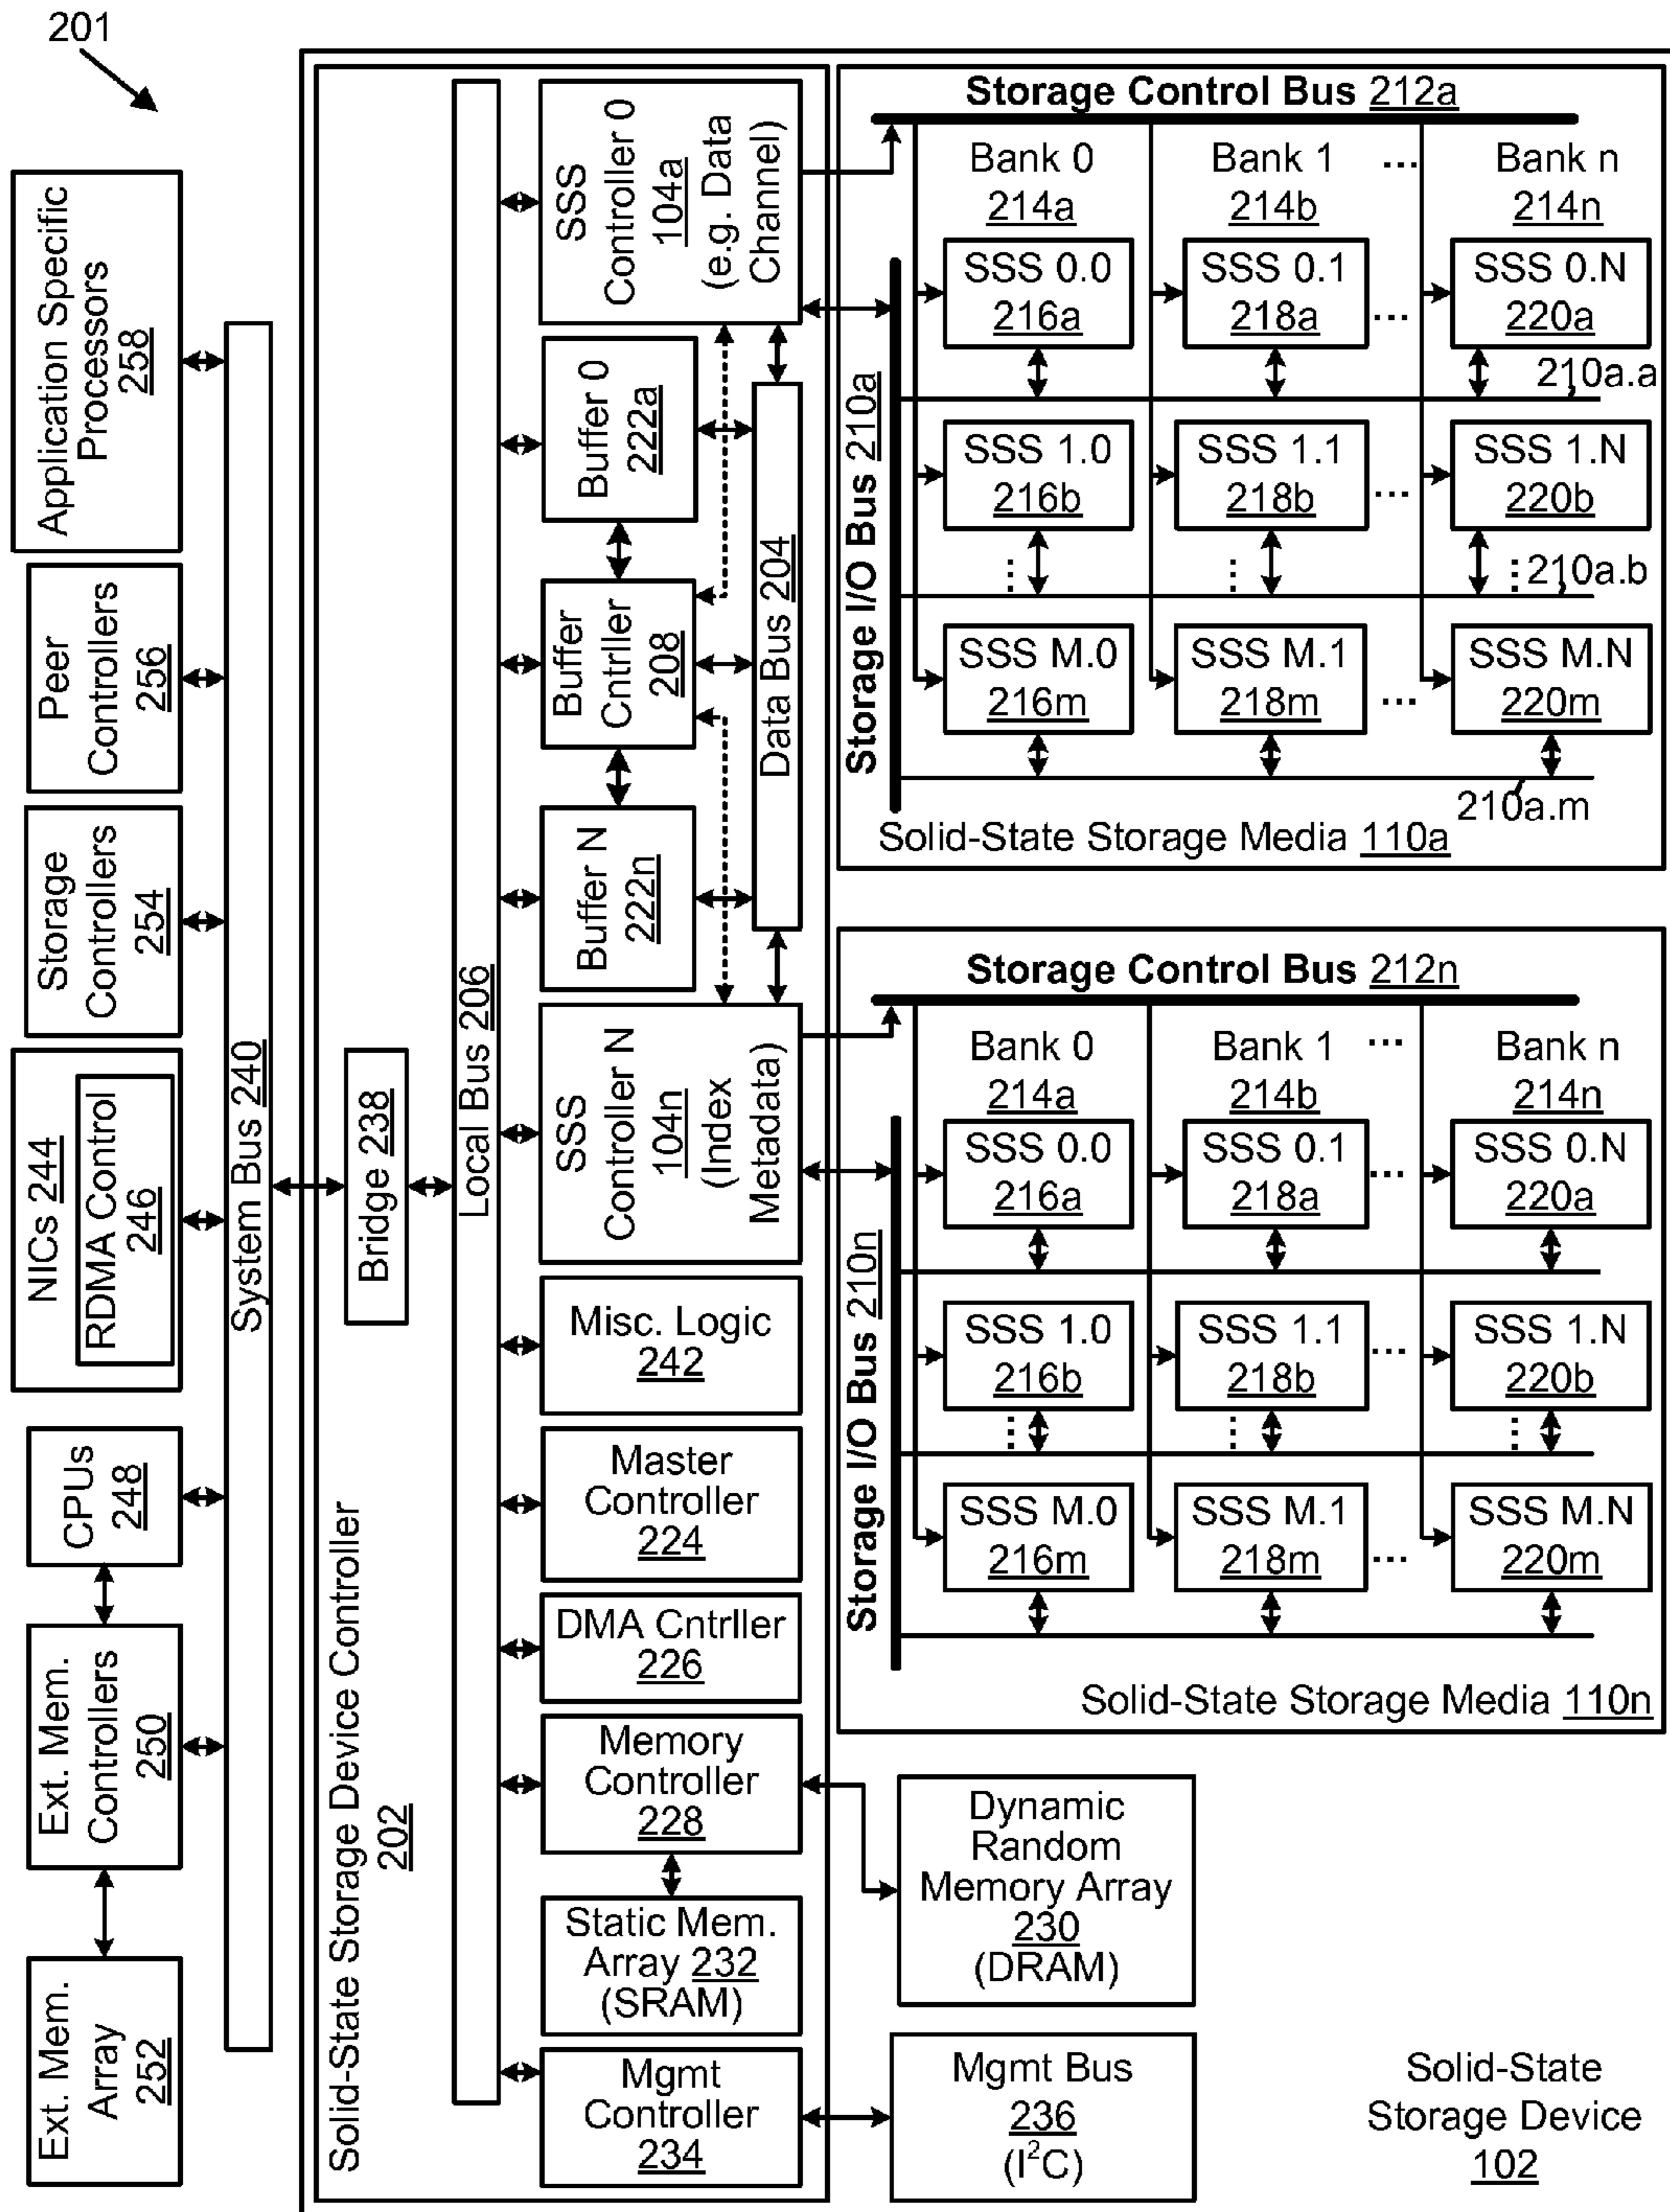 201
Application Specific
Processors
258
Peer
Controllers
256
Storage
Controllers
254
NICs 244
RDMA Control
246
CPUs
248
Ext. Mem.
Controllers
250
Ext. Mem.
Array
252
System Bus 240
Solid-State Storage Device Controller
202
Bridge 238
Local Bus 206
SSS
Controller 0
104a
(e.g. Data
Channel)
Buffer 0
222a
Buffer
Cntrller
208
Buffer N
222n
Data Bus 204
SSS
Controller N
104n
(Index
Metadata)
Misc. Logic
242
Master
Controller
224
DMA Cntrller
226
Memory
Controller
228
Static Mem.
Array 232
(SRAM)
Mgmt
Controller
234
Storage Control Bus 212a
Bank 0
214a
Bank 1
214b
...
Bank n
214n
Storage I/O Bus 210a
SSS 0.0
216a
SSS 0.1
218a
...
SSS 0.N
220a
210a.a
SSS 1.0
216b
SSS 1.1
218b
...
SSS 1.N
220b
...
...
...
210a.b
SSS M.0
216m
SSS M.1
218m
...
SSS M.N
220m
210a.m
Solid-State Storage Media 110a
Storage Control Bus 212n
Bank 0
214a
Bank 1
214b
...
Bank n
214n
Storage I/O Bus 210n
SSS 0.0
216a
SSS 0.1
218a
...
SSS 0.N
220a
SSS 1.0
216b
SSS 1.1
218b
...
SSS 1.N
220b
...
...
...
SSS M.0
216m
SSS M.1
218m
...
SSS M.N
220m
Solid-State Storage Media 110n
Dynamic
Random
Memory Array
230
(DRAM)
Mgmt Bus
236
(I²C)
Solid-State
Storage Device
102